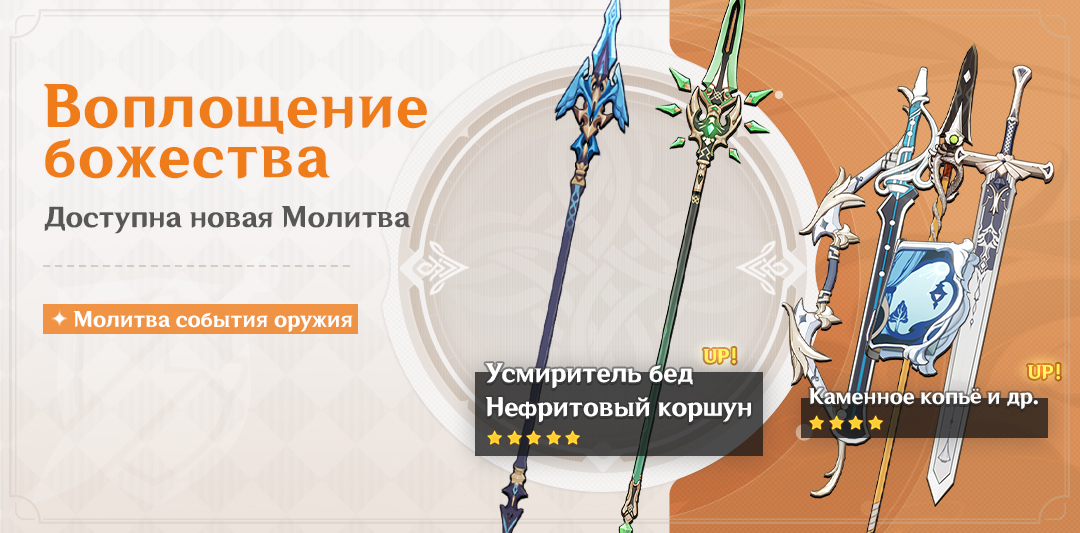 Воплощение
божества
Доступна новая Молитва
Молитва события оружия
UP!
Усмиритель бед
Нефритовый коршун
UP!
Каменное копьё и др.